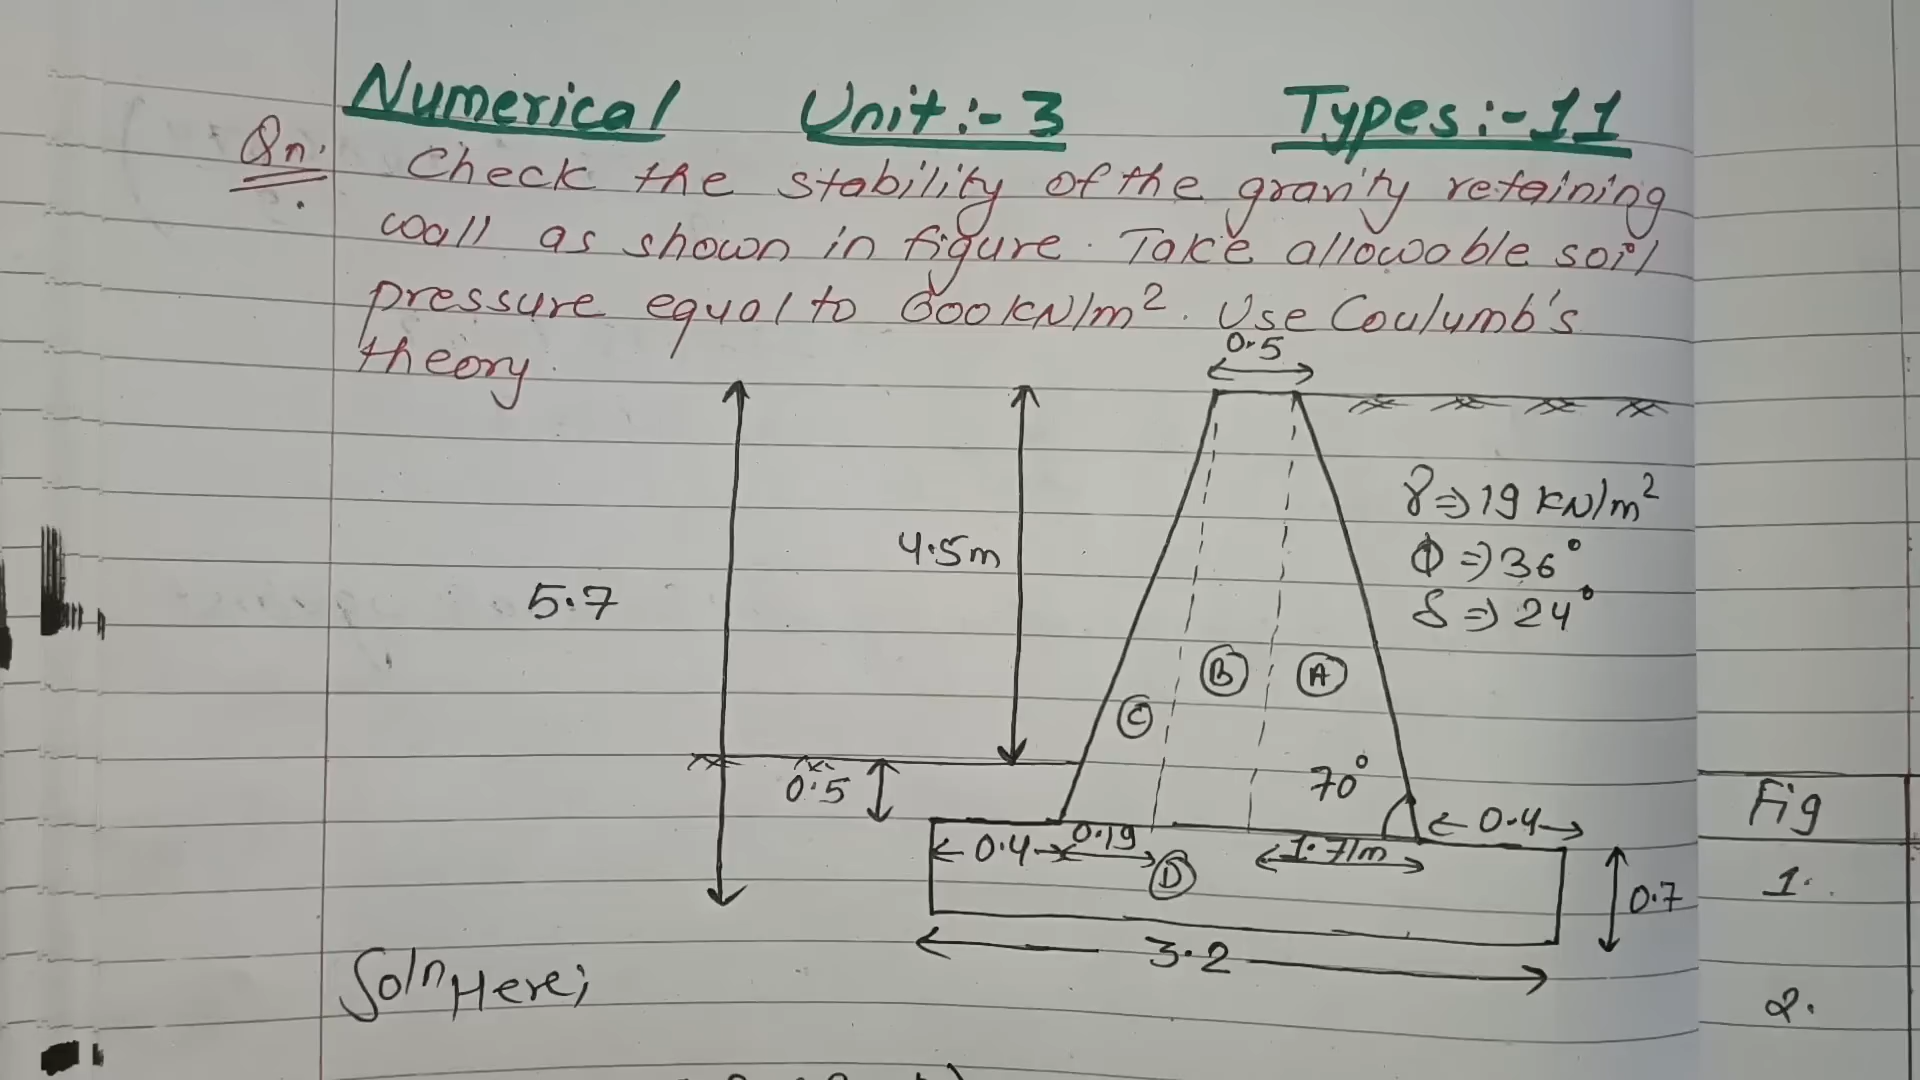 Numerical Unit:- 3 Types:-11
Qn. Check the stability of the gravity retaining
wall as shown in figure. Take allowable soil
pressure equal to 600 kN/m². Use Coulumb's
theory.
0.5
γ => 19 KN/m²
4.5m
Φ => 36°
5.7
δ => 24°
B
A
C
70°
0.5
0.4
Fig
0.4
0.19
1.71m
D
1.
0.7
3.2
Soln Here;
2.